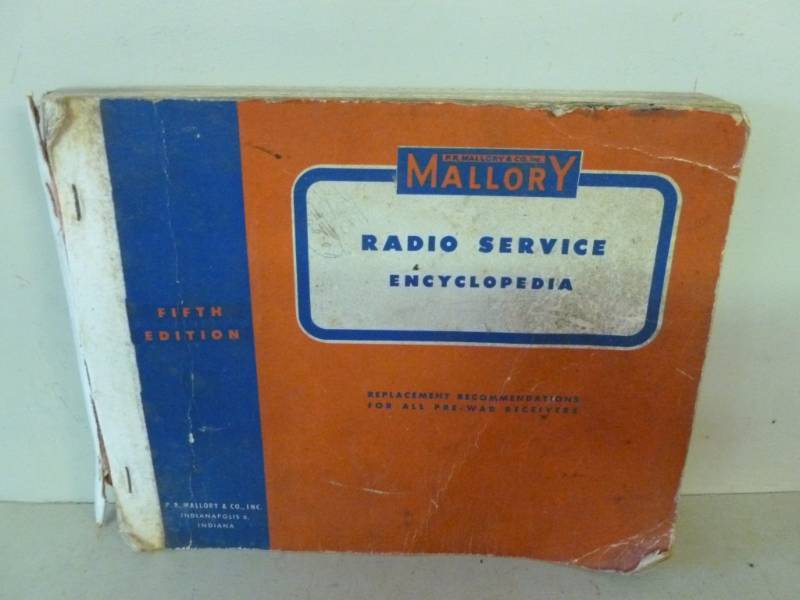 P.R. MALLORY & CO., Inc.
MALLORY
RADIO SERVICE
ENCYCLOPEDIA
FIFTH
EDITION
REPLACEMENT RECOMMENDATIONS
FOR ALL PRE-WAR RECEIVERS
P. R. MALLORY & CO., INC.
INDIANAPOLIS 6,
INDIANA